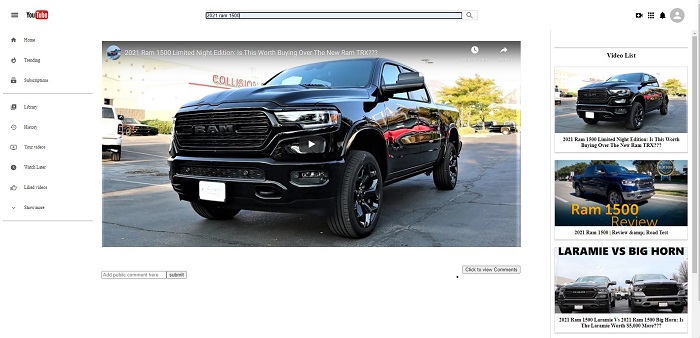 YouTube
2021 ram 1500
Home
Trending
Subscriptions
Library
History
Your videos
Watch Later
Liked videos
Show more
2021 Ram 1500 Limited Night Edition: Is This Worth Buying Over The New Ram TRX???
COLLISION
RAM
Add public comment here
submit
Click to view Comments
Video List
2021 Ram 1500 Limited Night Edition: Is This Worth
Buying Over The New Ram TRX???
Ram 1500
Review
2021 Ram 1500 | Review &amp; Road Test
LARAMIE VS BIG HORN
2021 Ram 1500 Laramie Vs 2021 Ram 1500 Big Horn: Is
The Laramie Worth $5,000 More???